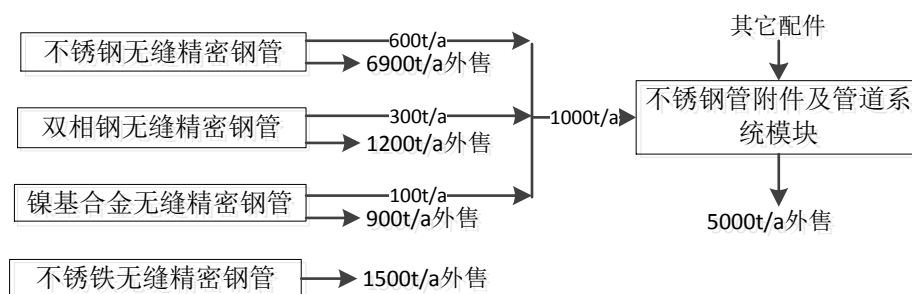 其它配件
不锈钢无缝精密钢管
600t/a
6900t/a外售
双相钢无缝精密钢管
300t/a
1200t/a外售
1000t/a
不锈钢管附件及管道系
统模块
镍基合金无缝精密钢管
100t/a
900t/a外售
5000t/a外售
不锈铁无缝精密钢管
1500t/a外售